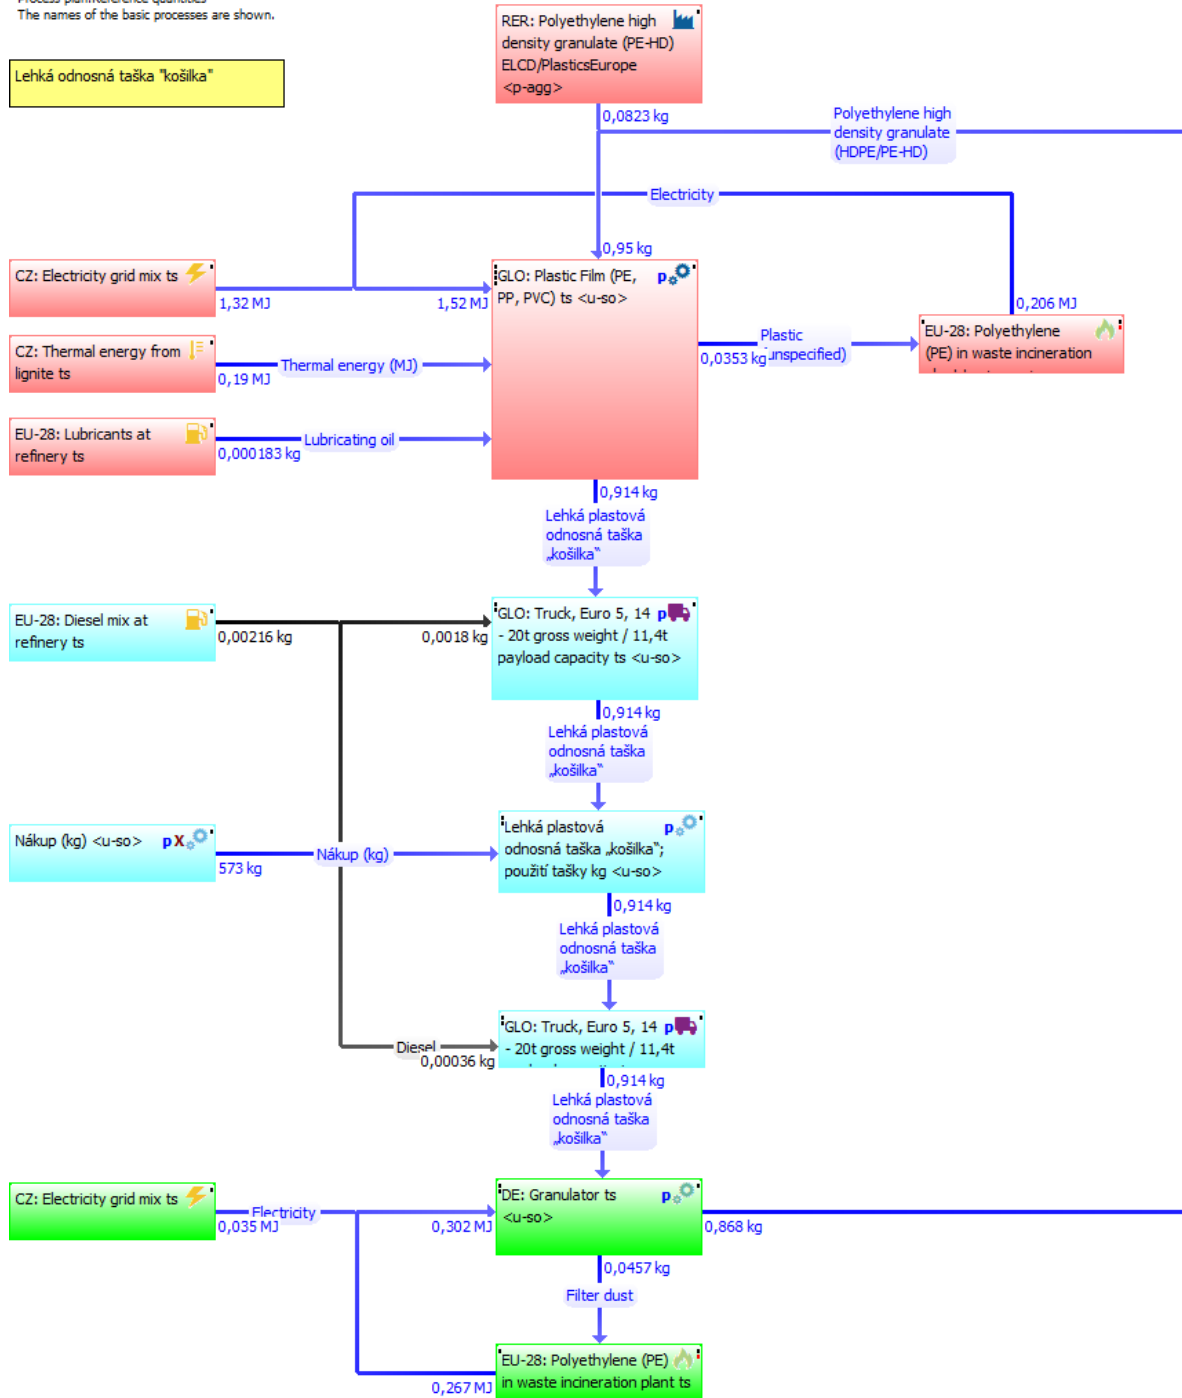 Process plan:Reference quantities
The names of the basic processes are shown.
Lehká odnosná taška "košilka"
RER: Polyethylene high
density granulate (PE-HD)
ELCD/PlasticsEurope
<p-agg>
0,0823 kg
Polyethylene high
density granulate
(HDPE/PE-HD)
Electricity
0,95 kg
CZ: Electricity grid mix ts
1,32 MJ
1,52 MJ
GLO: Plastic Film (PE,
PP, PVC) ts <u-so>
p
0,206 MJ
CZ: Thermal energy from
lignite ts
0,19 MJ
Thermal energy (MJ)
Plastic
(unspecified)
0,0353 kg
EU-28: Polyethylene
(PE) in waste incineration
EU-28: Lubricants at
refinery ts
0,000183 kg
Lubricating oil
0,914 kg
Lehká plastová
odnosná taška
„košilka“
EU-28: Diesel mix at
refinery ts
0,00216 kg
0,0018 kg
GLO: Truck, Euro 5, 14
- 20t gross weight / 11,4t
payload capacity ts <u-so>
p
0,914 kg
Lehká plastová
odnosná taška
„košilka“
Nákup (kg) <u-so>
pX
573 kg
Nákup (kg)
Lehká plastová
odnosná taška „košilka“;
použití tašky kg <u-so>
p
0,914 kg
Lehká plastová
odnosná taška
„košilka“
Diesel
0,00036 kg
GLO: Truck, Euro 5, 14
- 20t gross weight / 11,4t
p
0,914 kg
Lehká plastová
odnosná taška
„košilka“
CZ: Electricity grid mix ts
0,035 MJ
Electricity
0,302 MJ
DE: Granulator ts
<u-so>
p
0,868 kg
0,0457 kg
Filter dust
EU-28: Polyethylene (PE)
in waste incineration plant ts
0,267 MJ